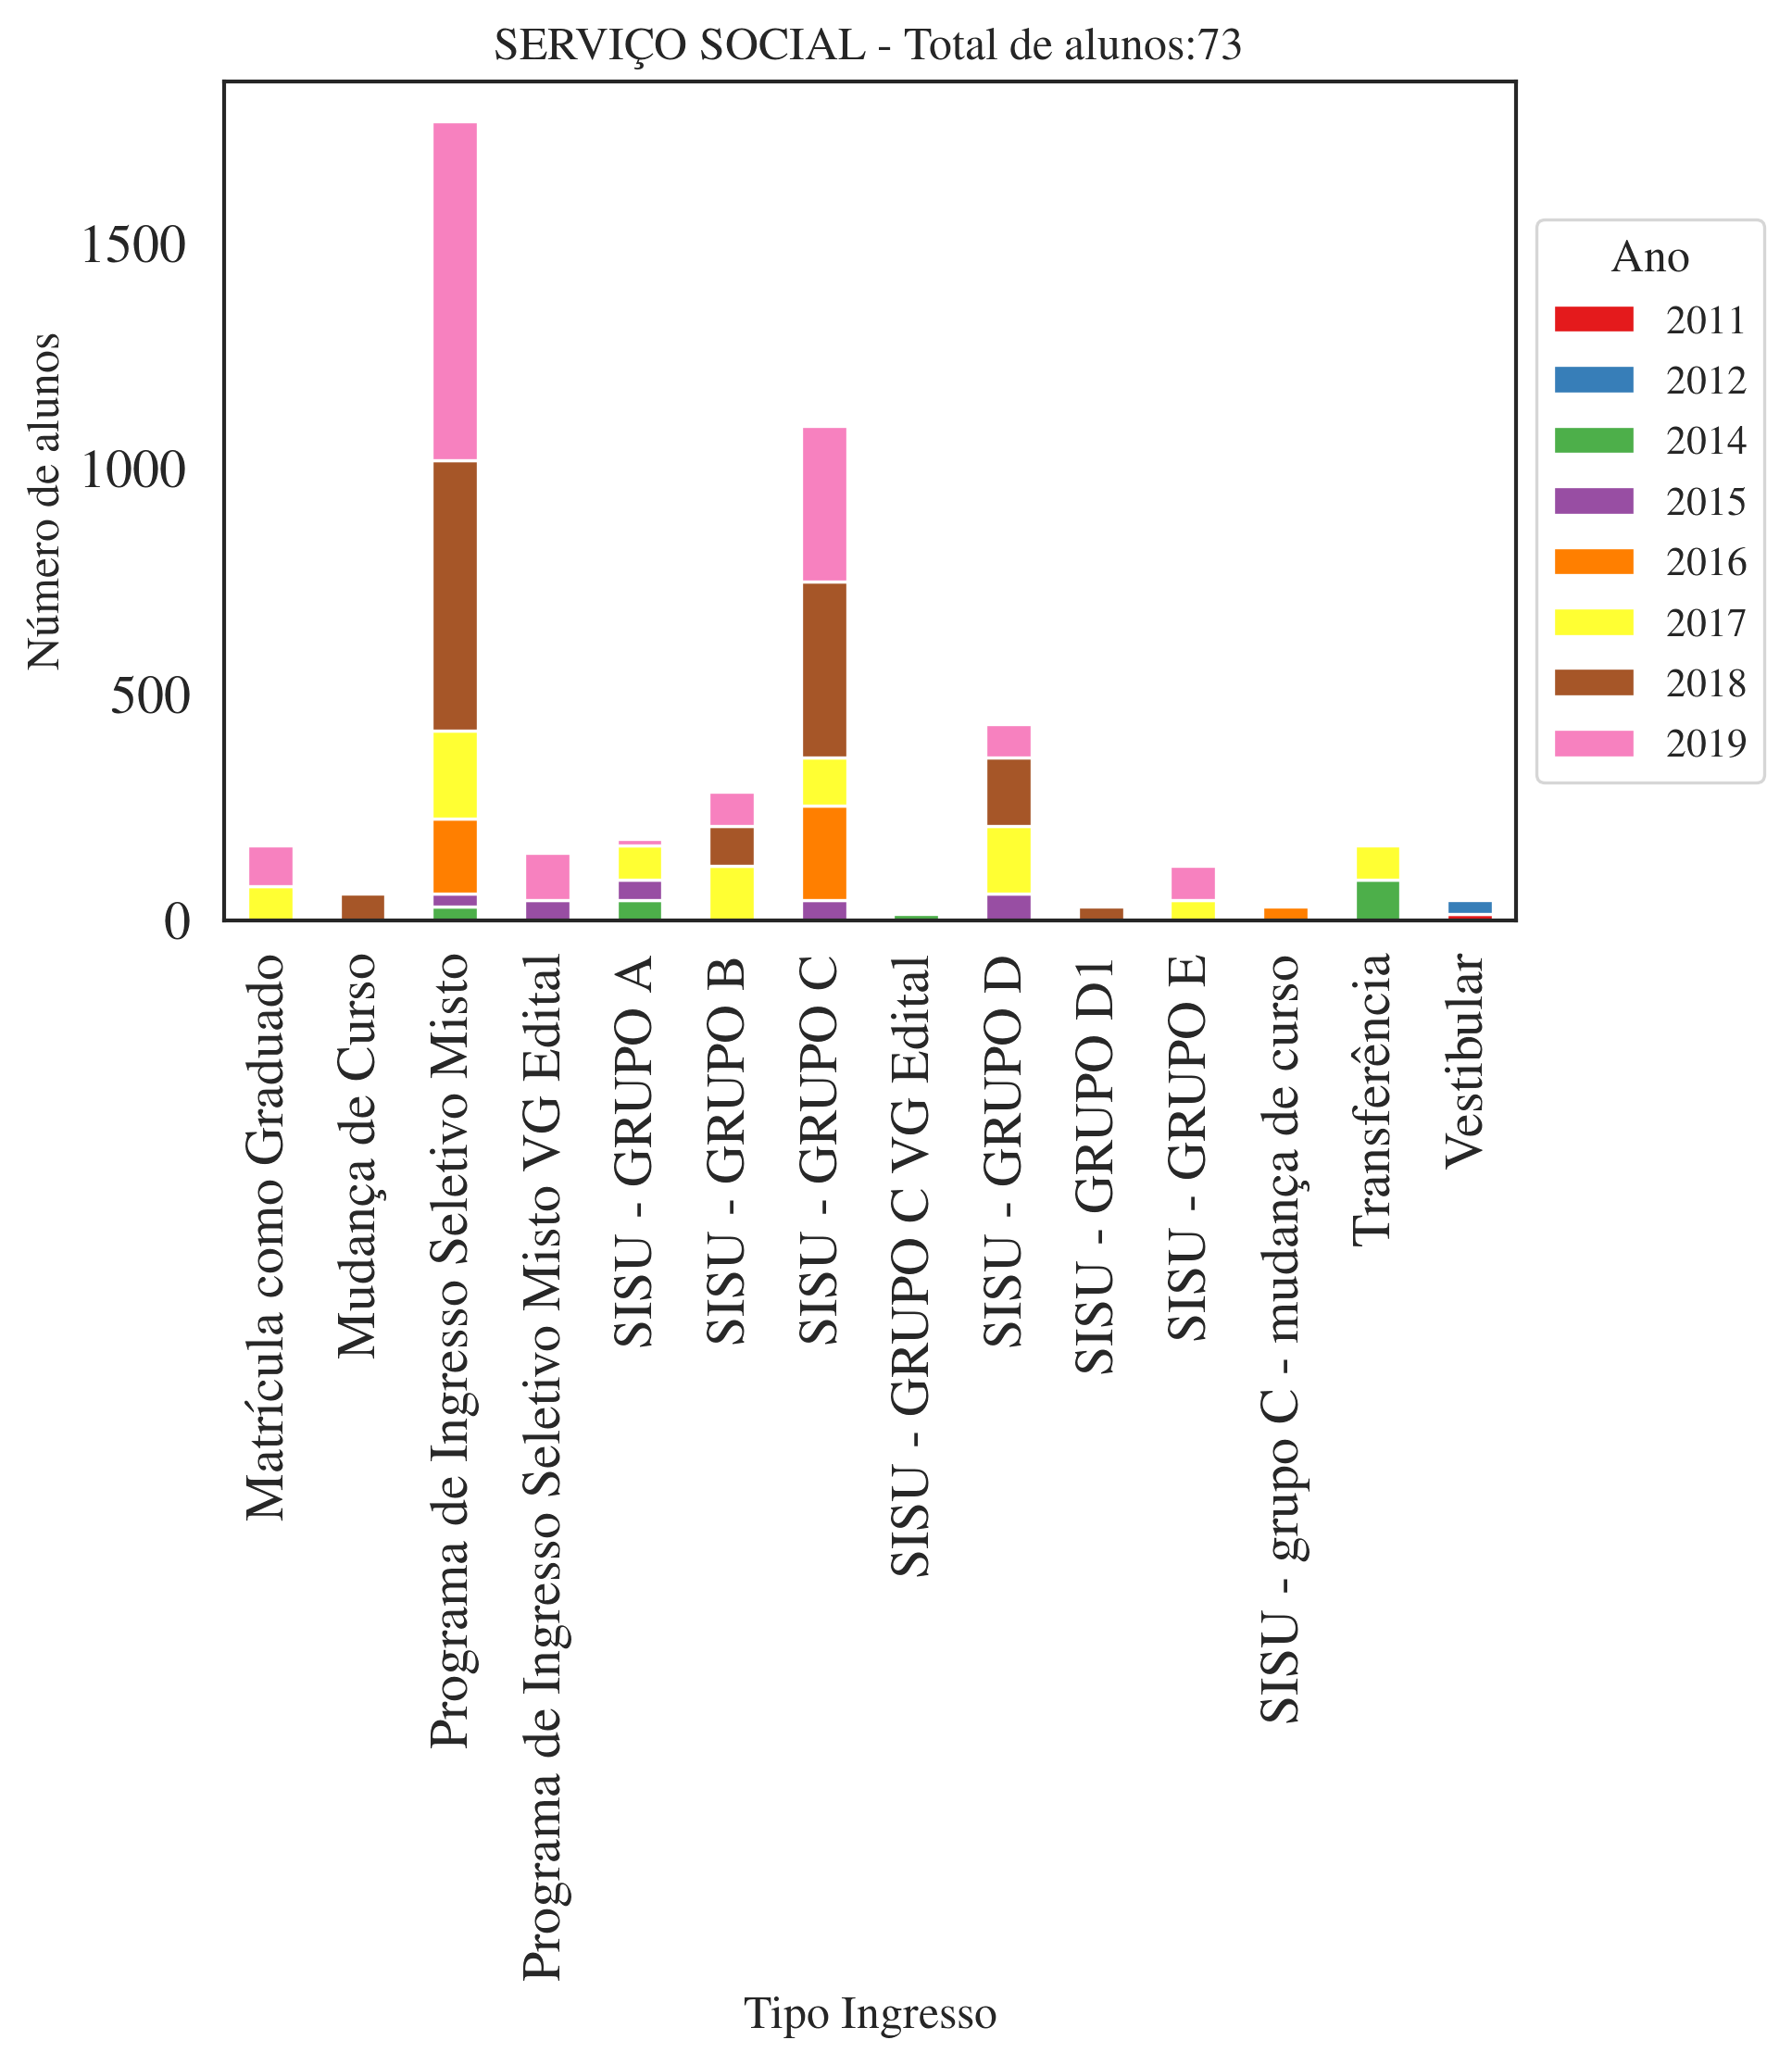 SERVIÇO SOCIAL - Total de alunos:73
Número de alunos
1500
1000
500
0
Ano
2011
2012
2014
2015
2016
2017
2018
2019
Matrícula como Graduado
Mudança de Curso
Programa de Ingresso Seletivo Misto
Programa de Ingresso Seletivo Misto VG Edital
SISU - GRUPO A
SISU - GRUPO B
SISU - GRUPO C
SISU - GRUPO C VG Edital
SISU - GRUPO D
SISU - GRUPO D1
SISU - GRUPO E
SISU - grupo C - mudança de curso
Transferência
Vestibular
Tipo Ingresso